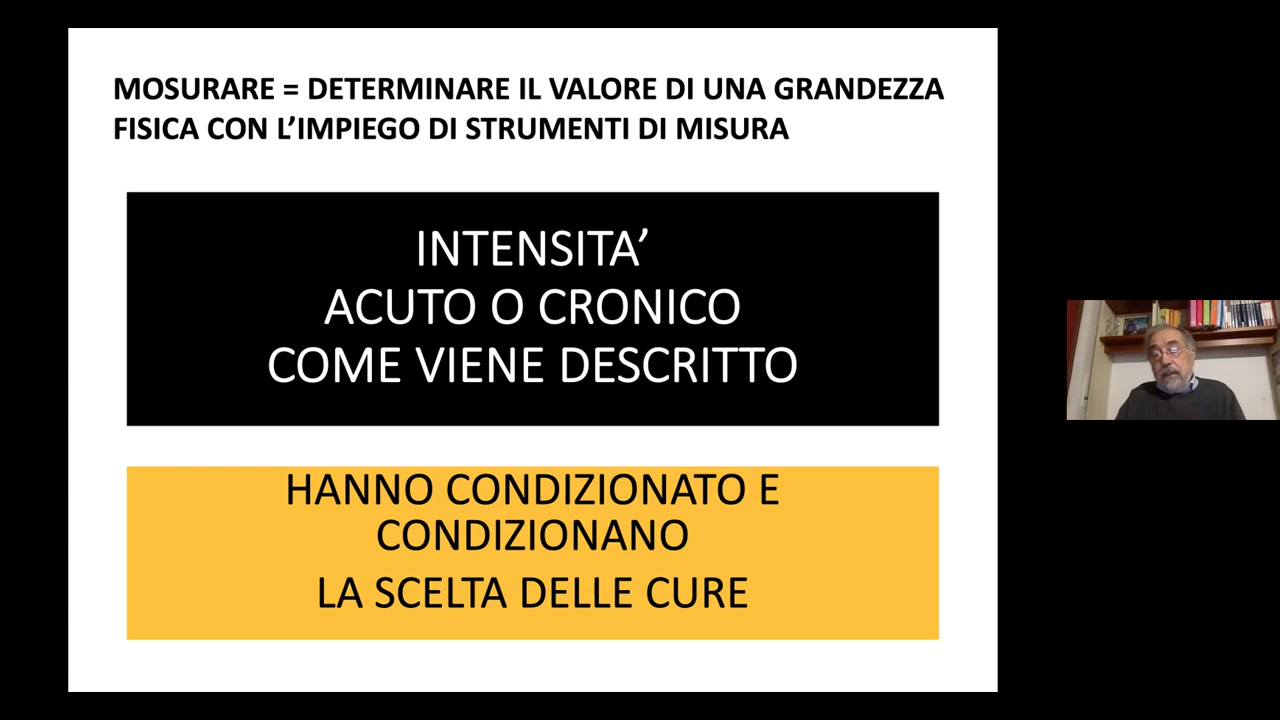 MOSURARE = DETERMINARE IL VALORE DI UNA GRANDEZZA
FISICA CON L’IMPIEGO DI STRUMENTI DI MISURA
INTENSITA’
ACUTO O CRONICO
COME VIENE DESCRITTO
HANNO CONDIZIONATO E
CONDIZIONANO
LA SCELTA DELLE CURE